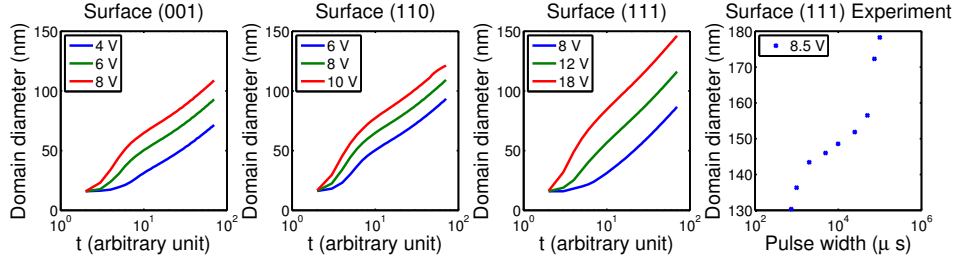 Surface (001)
Domain diameter (nm)
150
100
50
0
4 V
6 V
8 V
10^0
10^1
10^2
t (arbitrary unit)
Surface (110)
Domain diameter (nm)
150
100
50
0
6 V
8 V
10 V
10^0
10^1
10^2
t (arbitrary unit)
Surface (111)
Domain diameter (nm)
150
100
50
0
8 V
12 V
18 V
10^0
10^1
10^2
t (arbitrary unit)
Surface (111) Experiment
Domain diameter (nm)
180
170
160
150
140
130
8.5 V
10^2
10^4
10^6
Pulse width (μ s)